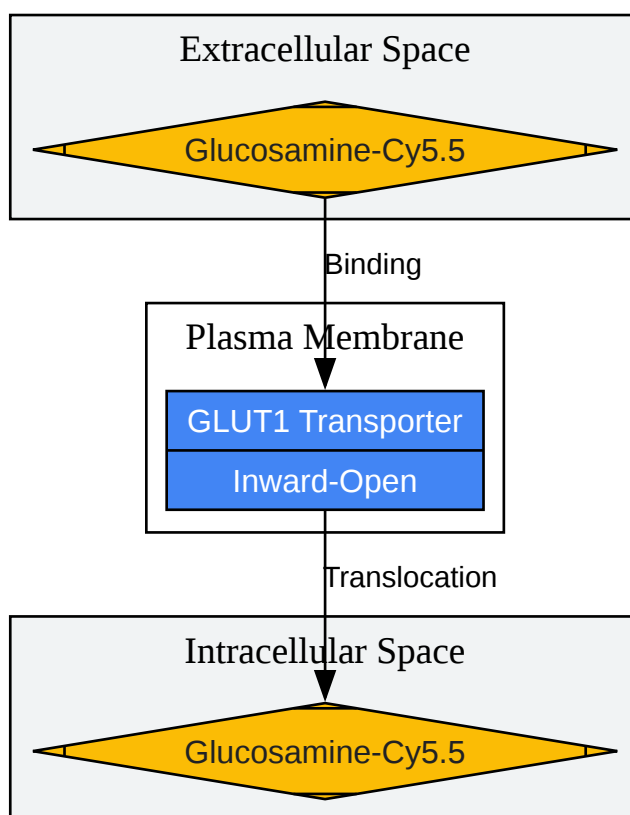 Extracellular Space
Glucosamine-Cy5.5
Binding
Plasma Membrane
GLUT1 Transporter
Inward-Open
Translocation
Intracellular Space
Glucosamine-Cy5.5